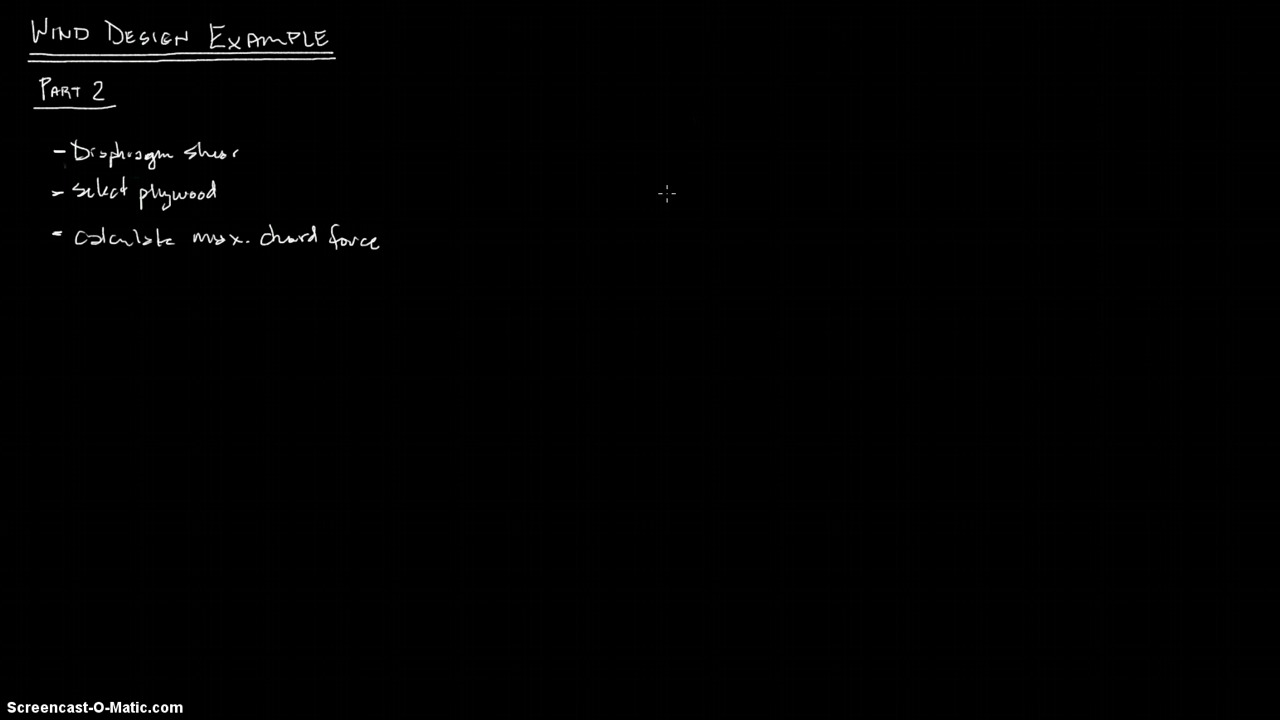 WIND DESIGN EXAMPLE
PART 2
- Diaphragm shear
- select plywood
- calculate max. chord force
Screencast-O-Matic.com